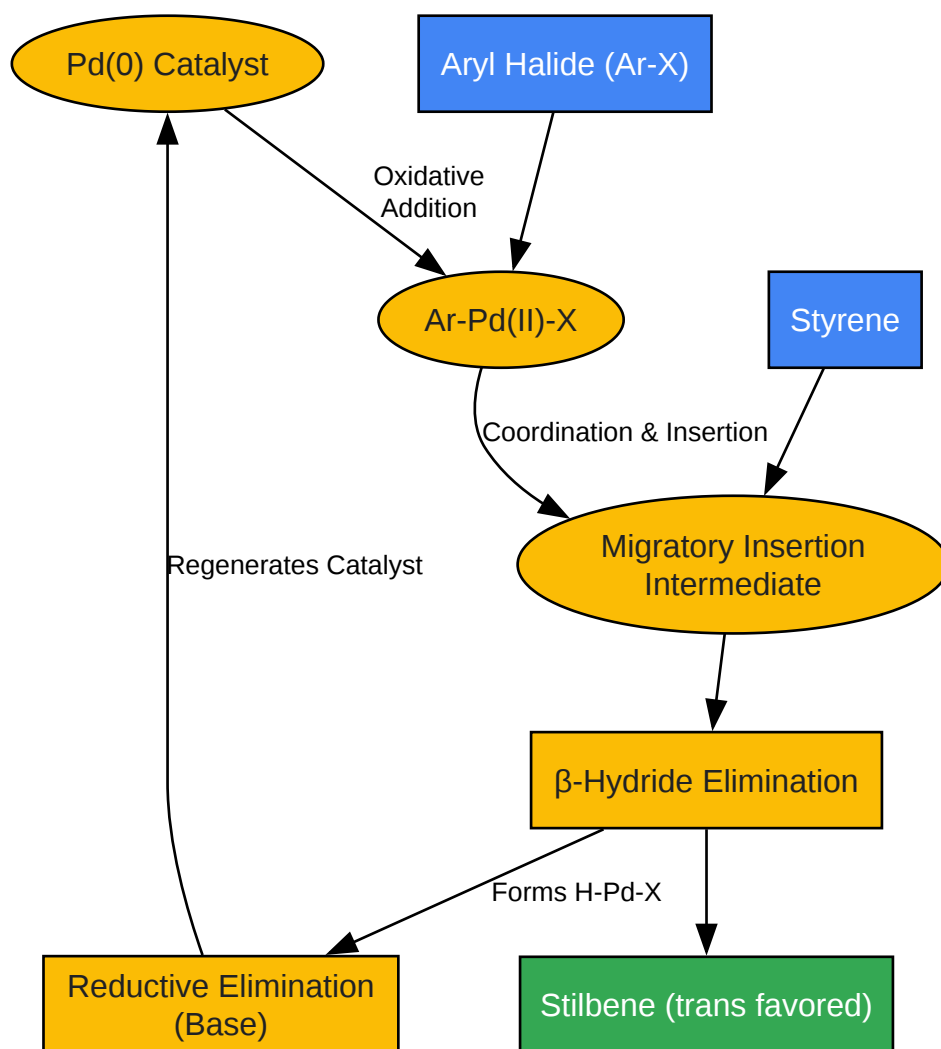 Pd(0) Catalyst
Aryl Halide (Ar-X)
Oxidative
Addition
Ar-Pd(II)-X
Styrene
Coordination & Insertion
Migratory Insertion
Intermediate
Regenerates Catalyst
β-Hydride Elimination
Forms H-Pd-X
Reductive Elimination
(Base)
Stilbene (trans favored)